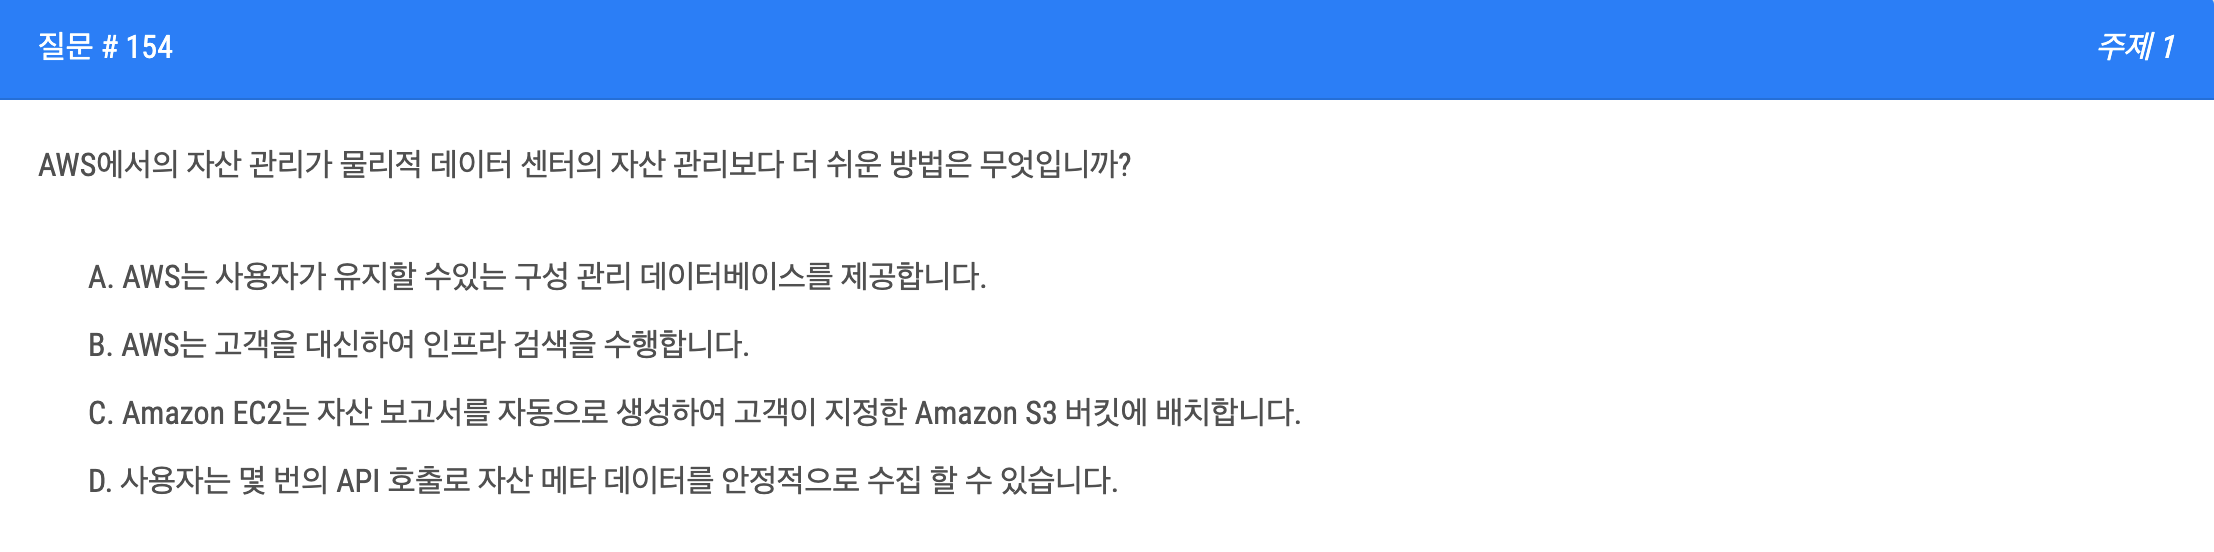 질문 # 154
주제 1
AWS에서의 자산 관리가 물리적 데이터 센터의 자산 관리보다 더 쉬운 방법은 무엇입니까?
A. AWS는 사용자가 유지할 수있는 구성 관리 데이터베이스를 제공합니다.
B. AWS는 고객을 대신하여 인프라 검색을 수행합니다.
C. Amazon EC2는 자산 보고서를 자동으로 생성하여 고객이 지정한 Amazon S3 버킷에 배치합니다.
D. 사용자는 몇 번의 API 호출로 자산 메타 데이터를 안정적으로 수집 할 수 있습니다.